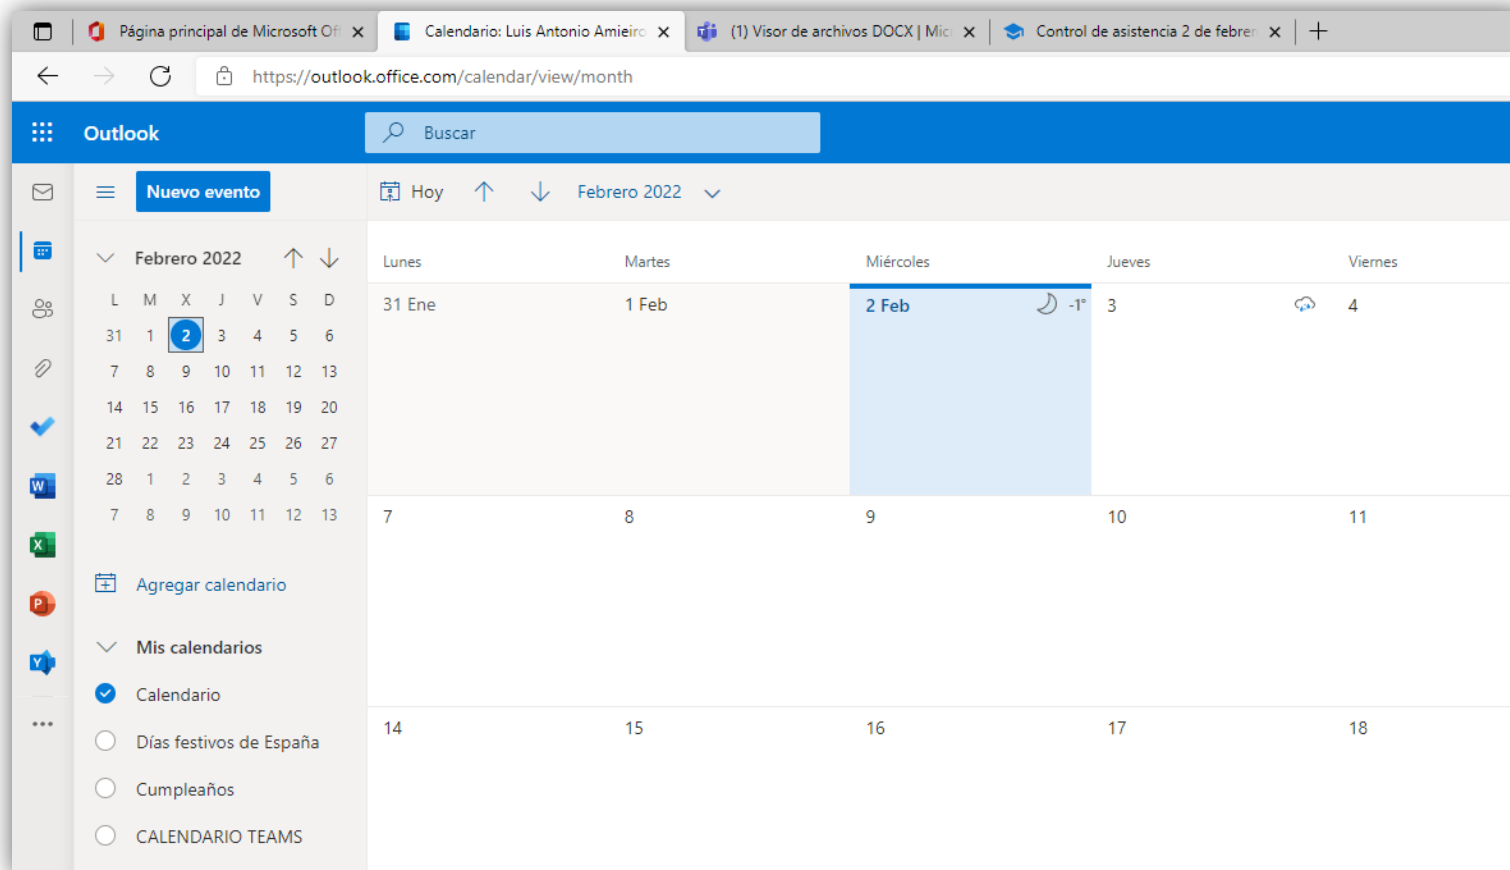 Página principal de Microsoft Off
Calendario: Luis Antonio Amieiro
(1) Visor de archivos DOCX | Mic
Control de asistencia 2 de febrer
https://outlook.office.com/calendar/view/month
Outlook
Buscar
Nuevo evento
Hoy
Febrero 2022
Febrero 2022
L M X J V S D
31 1 2 3 4 5 6
7 8 9 10 11 12 13
14 15 16 17 18 19 20
21 22 23 24 25 26 27
28 1 2 3 4 5 6
7 8 9 10 11 12 13
Agregar calendario
Mis calendarios
Calendario
Días festivos de España
Cumpleaños
CALENDARIO TEAMS
Lunes Martes Miércoles Jueves Viernes
31 Ene 1 Feb 2 Feb -1° 3 4
7 8 9 10 11
14 15 16 17 18